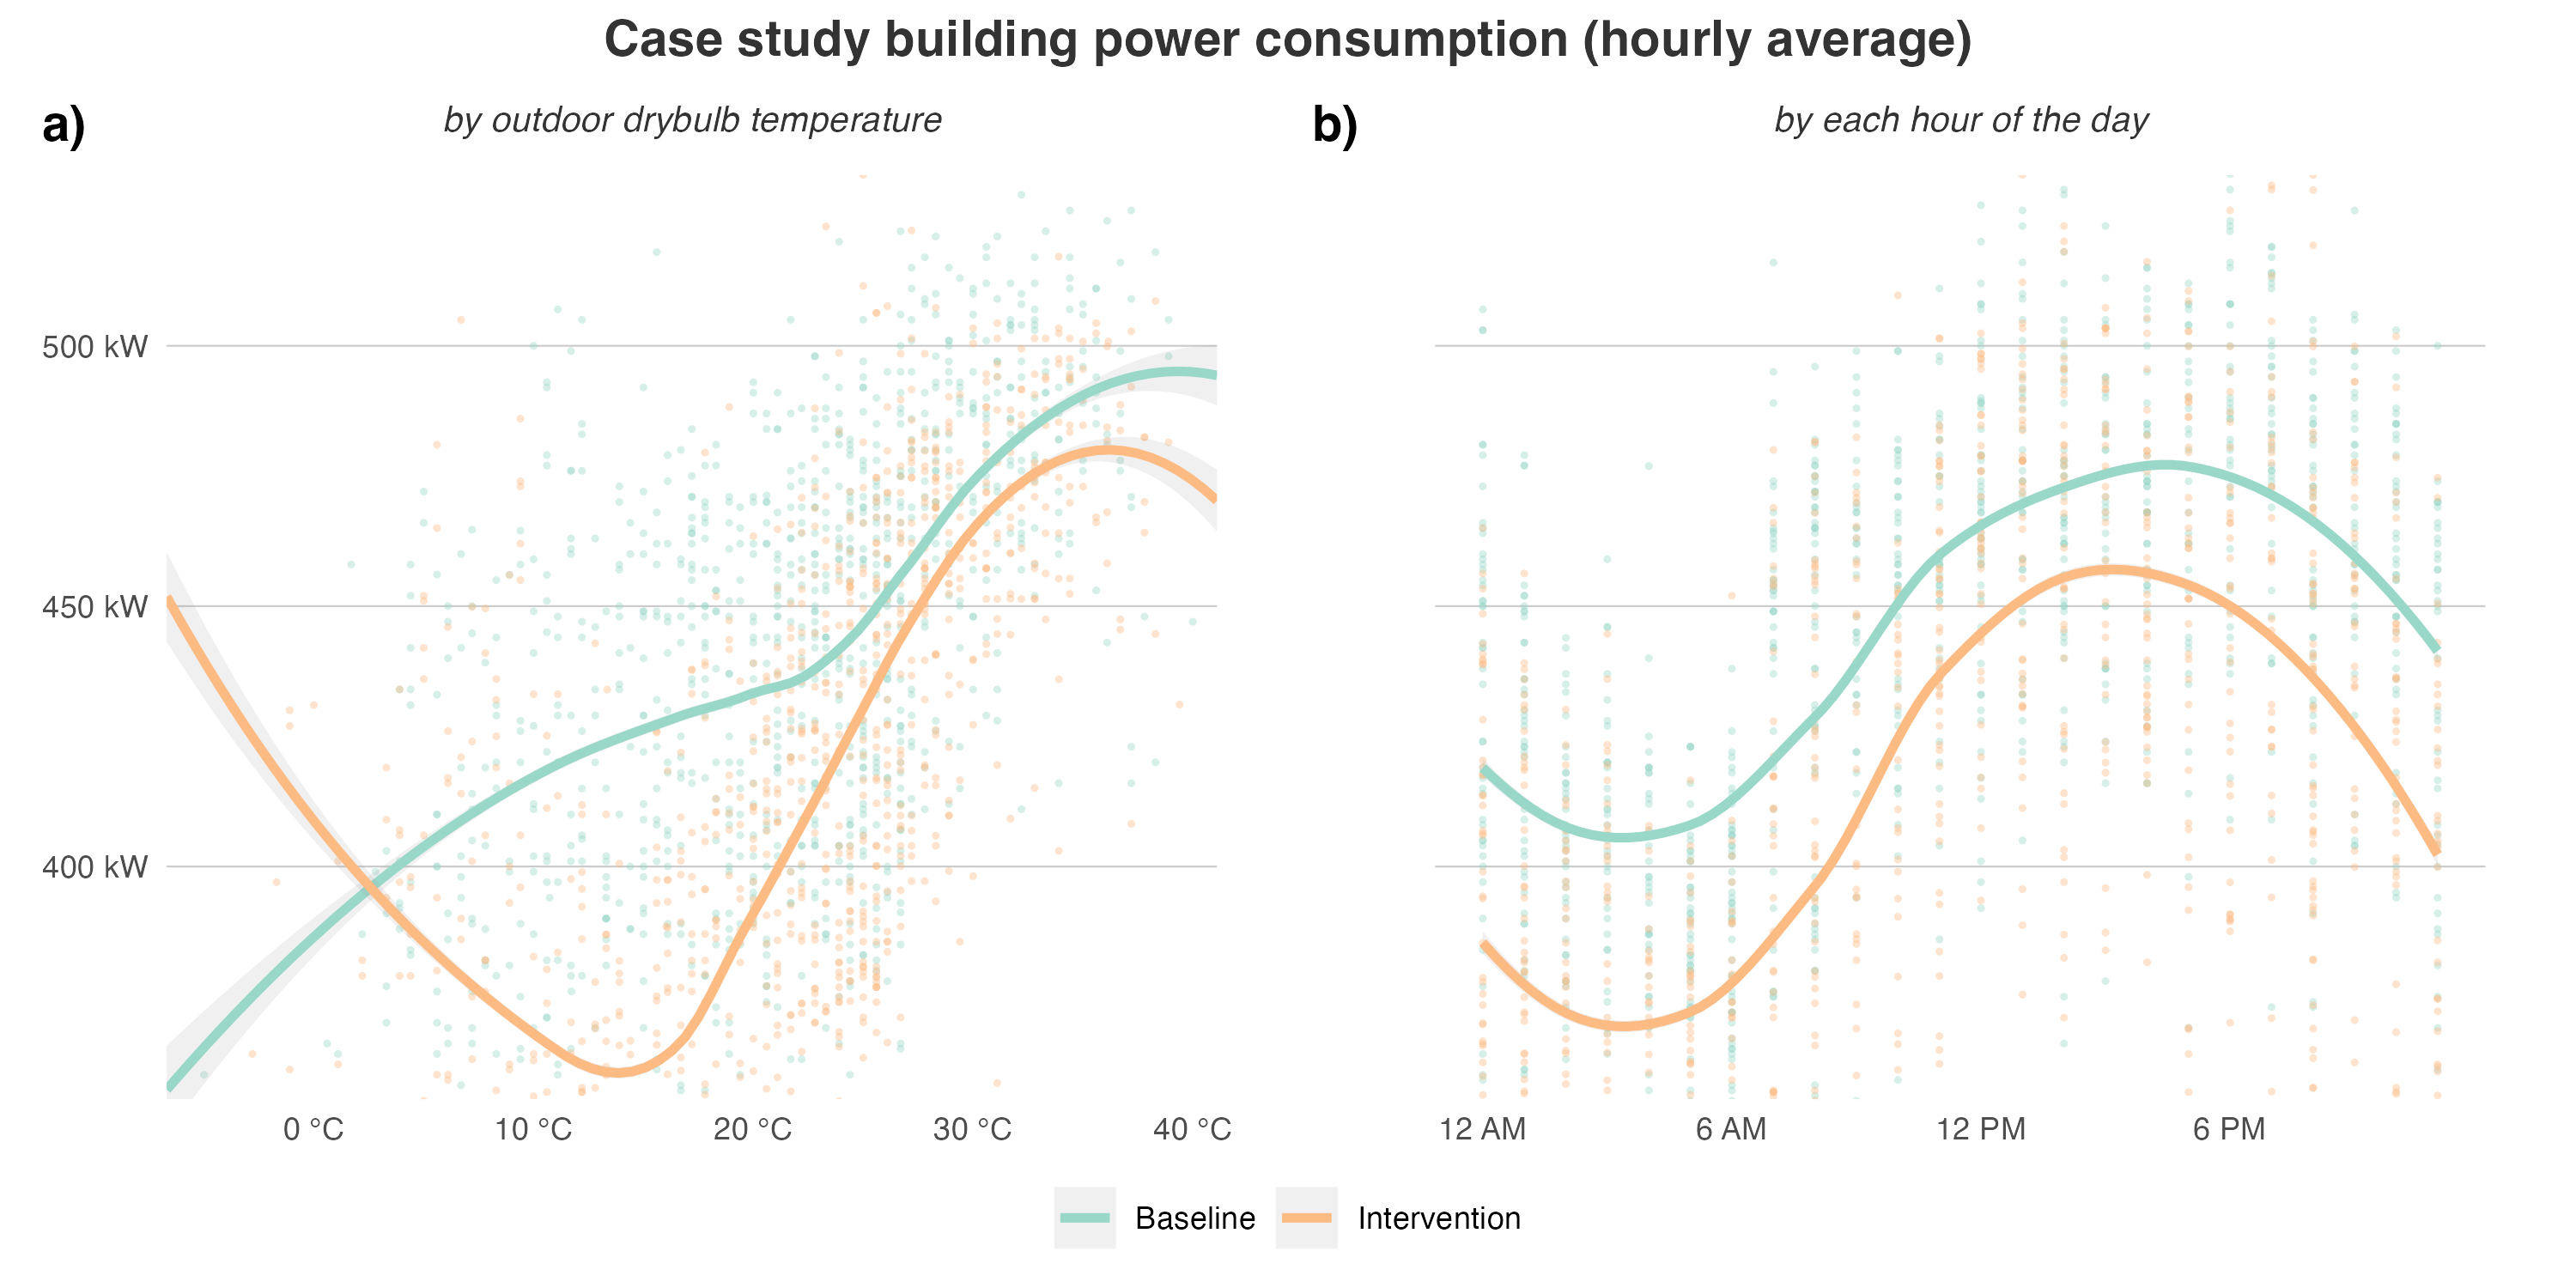 Case study building power consumption (hourly average)
a)
by outdoor drybulb temperature
b)
by each hour of the day
500 kW
450 kW
400 kW
0 °C
10 °C
20 °C
30 °C
40 °C
12 AM
6 AM
12 PM
6 PM
Baseline
Intervention